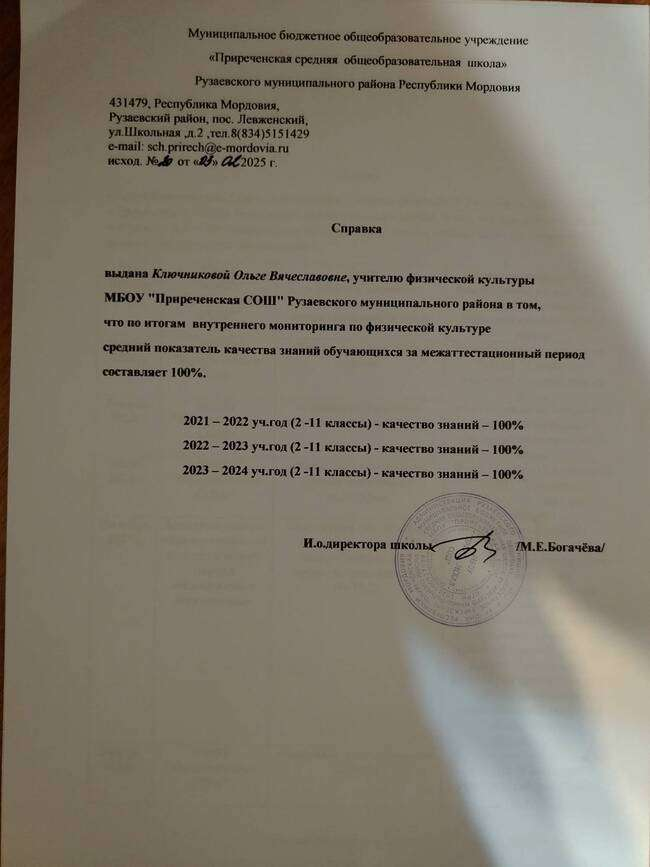 Муниципальное бюджетное общеобразовательное учреждение
«Приреченская средняя общеобразовательная школа»
Рузаевского муниципального района Республики Мордовия
431479, Республика Мордовия,
Рузаевский район, пос. Левженский,
ул.Школьная ,д.2 ,тел.8(834)5151429
e-mail: sch.prirech@e-mordovia.ru
исход. № от « » 2025 г.
Справка
выдана Ключниковой Ольге Вячеславовне, учителю физической культуры
МБОУ "Приреченская СОШ" Рузаевского муниципального района в том,
что по итогам внутреннего мониторинга по физической культуре
средний показатель качества знаний обучающихся за межаттестационный период
составляет 100%.
2021 – 2022 уч.год (2 -11 классы) - качество знаний – 100%
2022 – 2023 уч.год (2 -11 классы) - качество знаний – 100%
2023 – 2024 уч.год (2 -11 классы) - качество знаний – 100%
И.о.директора школы /М.Е.Богачёва/